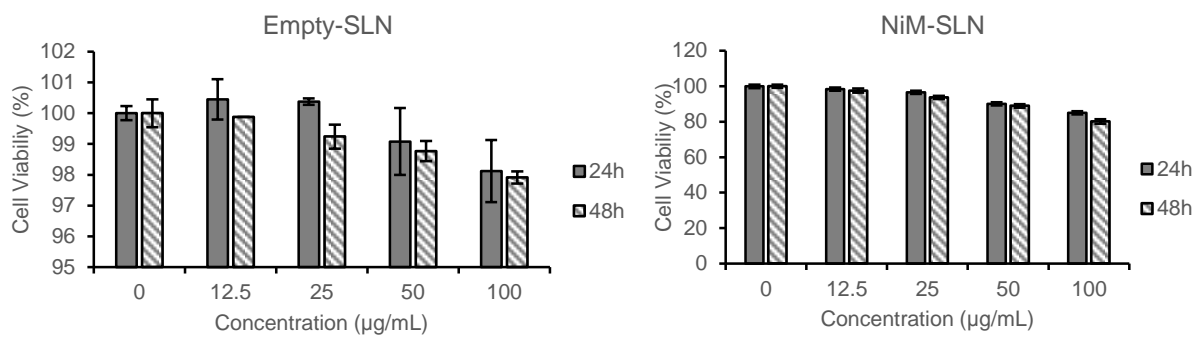 Empty-SLN
102
101
100
99
98
97
96
95
Cell Viabiliy (%)
0 12.5 25 50 100
Concentration (µg/mL)
24h
48h
NiM-SLN
120
100
80
60
40
20
0
Cell Viabiliy (%)
0 12.5 25 50 100
Concentration (µg/mL)
24h
48h